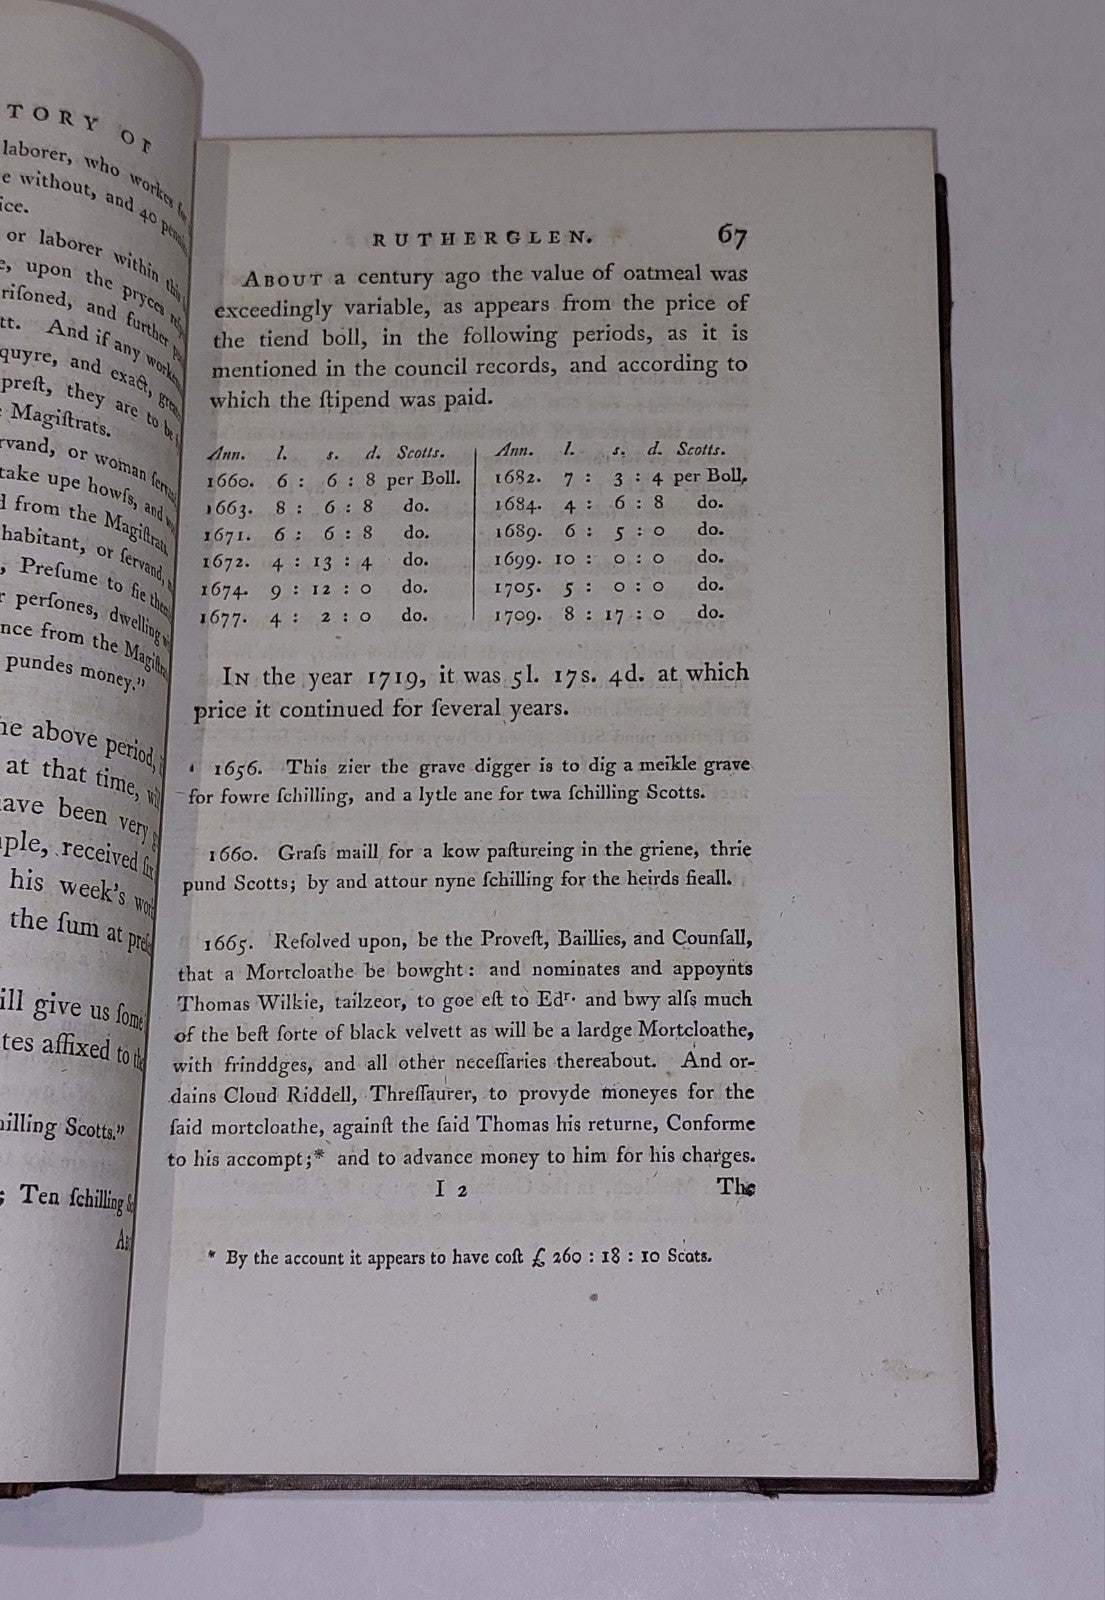 TORY OF
laborer, who workes for
e without, and 40 pennies
ice.
or laborer within this
e, upon the pryces
riſoned, and further
tt. And if any
quyre, and exact,
preſt, they are to be
Magiſtrats.
rvand, or woman
take upe howſs, and
d from the Magiſtrats
habitant, or ſervand,
, Preſume to fie
r perſones, dwelling
nce from the
pundes money."
he above period,
at that time,
ave been very
ple, received
his week's
the ſum at
ill give us ſome
tes affixed to the
illing Scotts."
; Ten ſchilling
RUTHERGLEN. 67
ABOUT a century ago the value of oatmeal was
exceedingly variable, as appears from the price of
the tiend boll, in the following periods, as it is
mentioned in the council records, and according to
which the ſtipend was paid.
Ann. l. s. d. Scotts. Ann. l. s. d. Scotts.
1660. 6 : 6 : 8 per Boll. 1682. 7 : 3 : 4 per Boll.
1663. 8 : 6 : 8 do. 1684. 4 : 6 : 8 do.
1671. 6 : 6 : 8 do. 1689. 6 : 5 : 0 do.
1672. 4 : 13 : 4 do. 1699. 10 : 0 : 0 do.
1674. 9 : 12 : 0 do. 1705. 5 : 0 : 0 do.
1677. 4 : 2 : 0 do. 1709. 8 : 17 : 0 do.
IN the year 1719, it was 5l. 17s. 4d. at which
price it continued for ſeveral years.
1656. This zier the grave digger is to dig a meikle grave
for fowre ſchilling, and a lytle ane for twa ſchilling Scotts.
1660. Graſs maill for a kow paſtureing in the griene, thrie
pund Scotts; by and attour nyne ſchilling for the heirds fieall.
1665. Reſolved upon, be the Proveſt, Baillies, and Counſall,
that a Mortcloathe be bowght: and nominates and appoynts
Thomas Wilkie, tailzeor, to goe eſt to Edr. and bwy alſs much
of the beſt ſorte of black velvett as will be a lardge Mortcloathe,
with frinddges, and all other neceſſaries thereabout. And or-
dains Cloud Riddell, Threſſaurer, to provyde moneyes for the
ſaid mortcloathe, againſt the ſaid Thomas his returne, Conforme
to his accompt;* and to advance money to him for his charges.
I 2 The
* By the account it appears to have coſt £ 260 : 18 : 10 Scots.